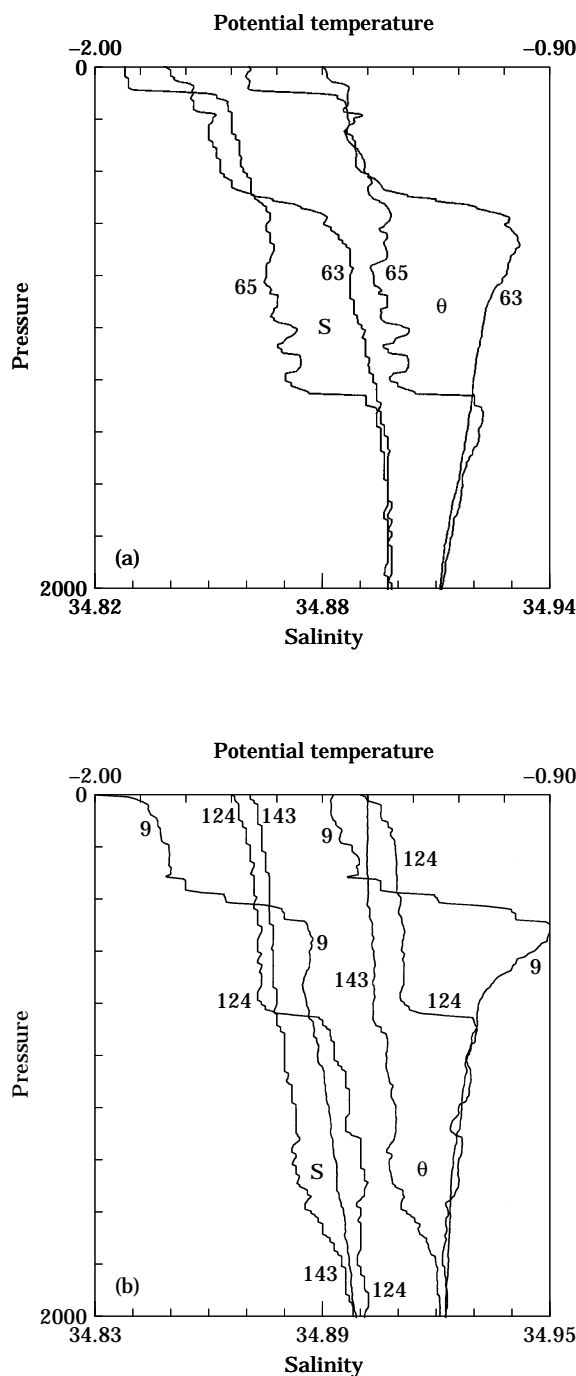 Potential temperature
−2.00 −0.90
0
65 63 65 63
S θ
Pressure
(a)
2000
34.82 34.88 34.94
Salinity
Potential temperature
−2.00 −0.90
0
9 124 143 9 124
9 143 9
124 124
S θ
Pressure
(b) 143 124
2000
34.83 34.89 34.95
Salinity